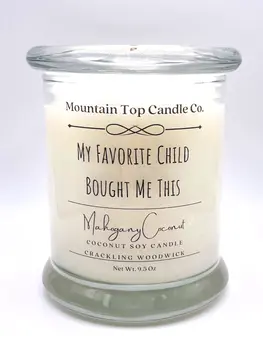 Mountain Top Candle Co.
My Favorite Child
Bought Me This
Mahogany Coconut
COCONUT SOY CANDLE
CRACKLING WOODWICK
Net Wt. 9.5 Oz